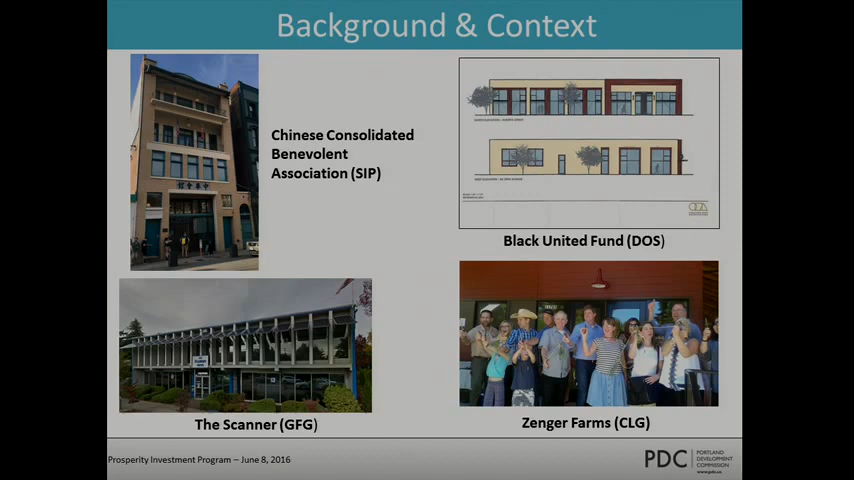 Background & Context
Chinese Consolidated
Benevolent
Association (SIP)
Black United Fund (DOS)
The Scanner (GFG)
Zenger Farms (CLG)
Prosperity Investment Program – June 8, 2016
PDC
PORTLAND
DEVELOPMENT
COMMISSION
www.pdc.us